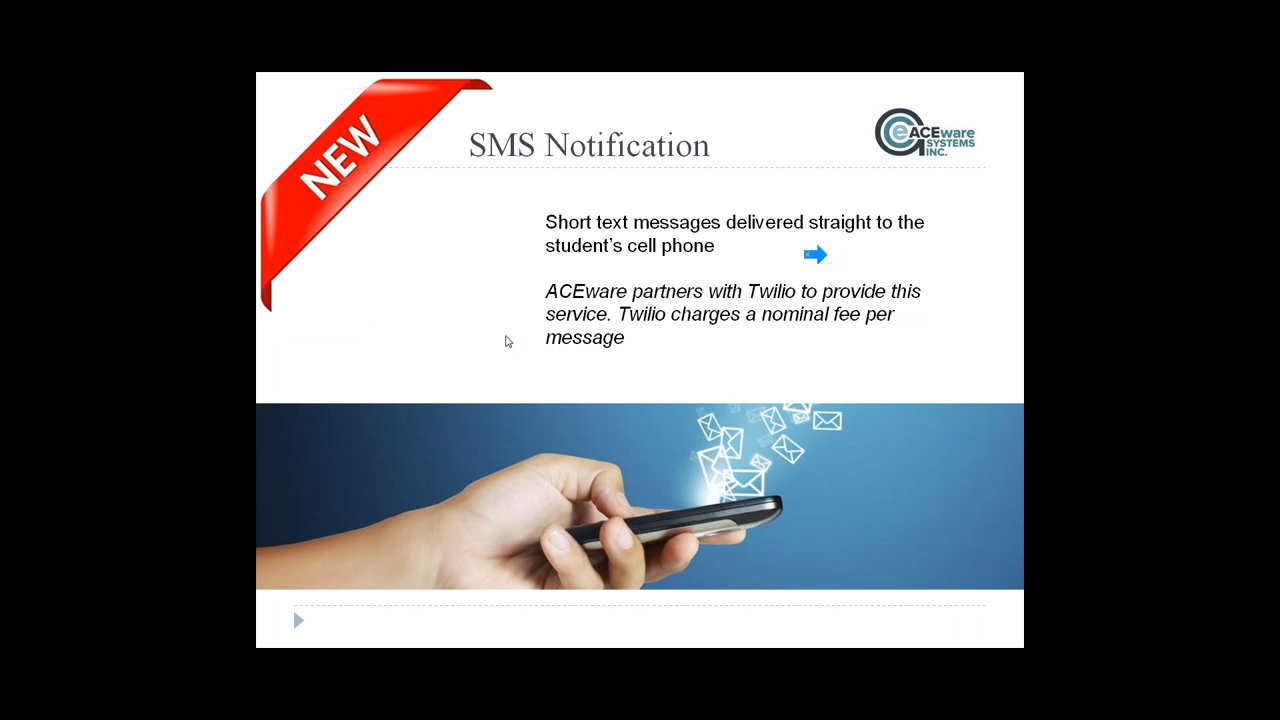 NEW
SMS Notification
e ACEware
SYSTEMS
INC.
Short text messages delivered straight to the
student's cell phone
ACEware partners with Twilio to provide this
service. Twilio charges a nominal fee per
message